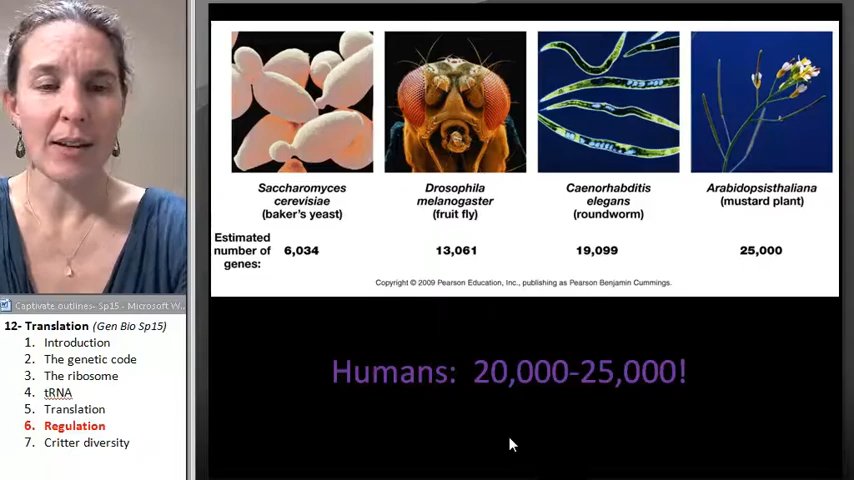 Saccharomyces
cerevisiae
(baker's yeast)
Drosophila
melanogaster
(fruit fly)
Caenorhabditis
elegans
(roundworm)
Arabidopsisthaliana
(mustard plant)
Estimated
number of
genes:
6,034
13,061
19,099
25,000
Copyright © 2009 Pearson Education, Inc., publishing as Pearson Benjamin Cummings.
Humans: 20,000-25,000!
Captivate outlines- Sp15 - Microsoft W...
12- Translation (Gen Bio Sp15)
1. Introduction
2. The genetic code
3. The ribosome
4. tRNA
5. Translation
6. Regulation
7. Critter diversity